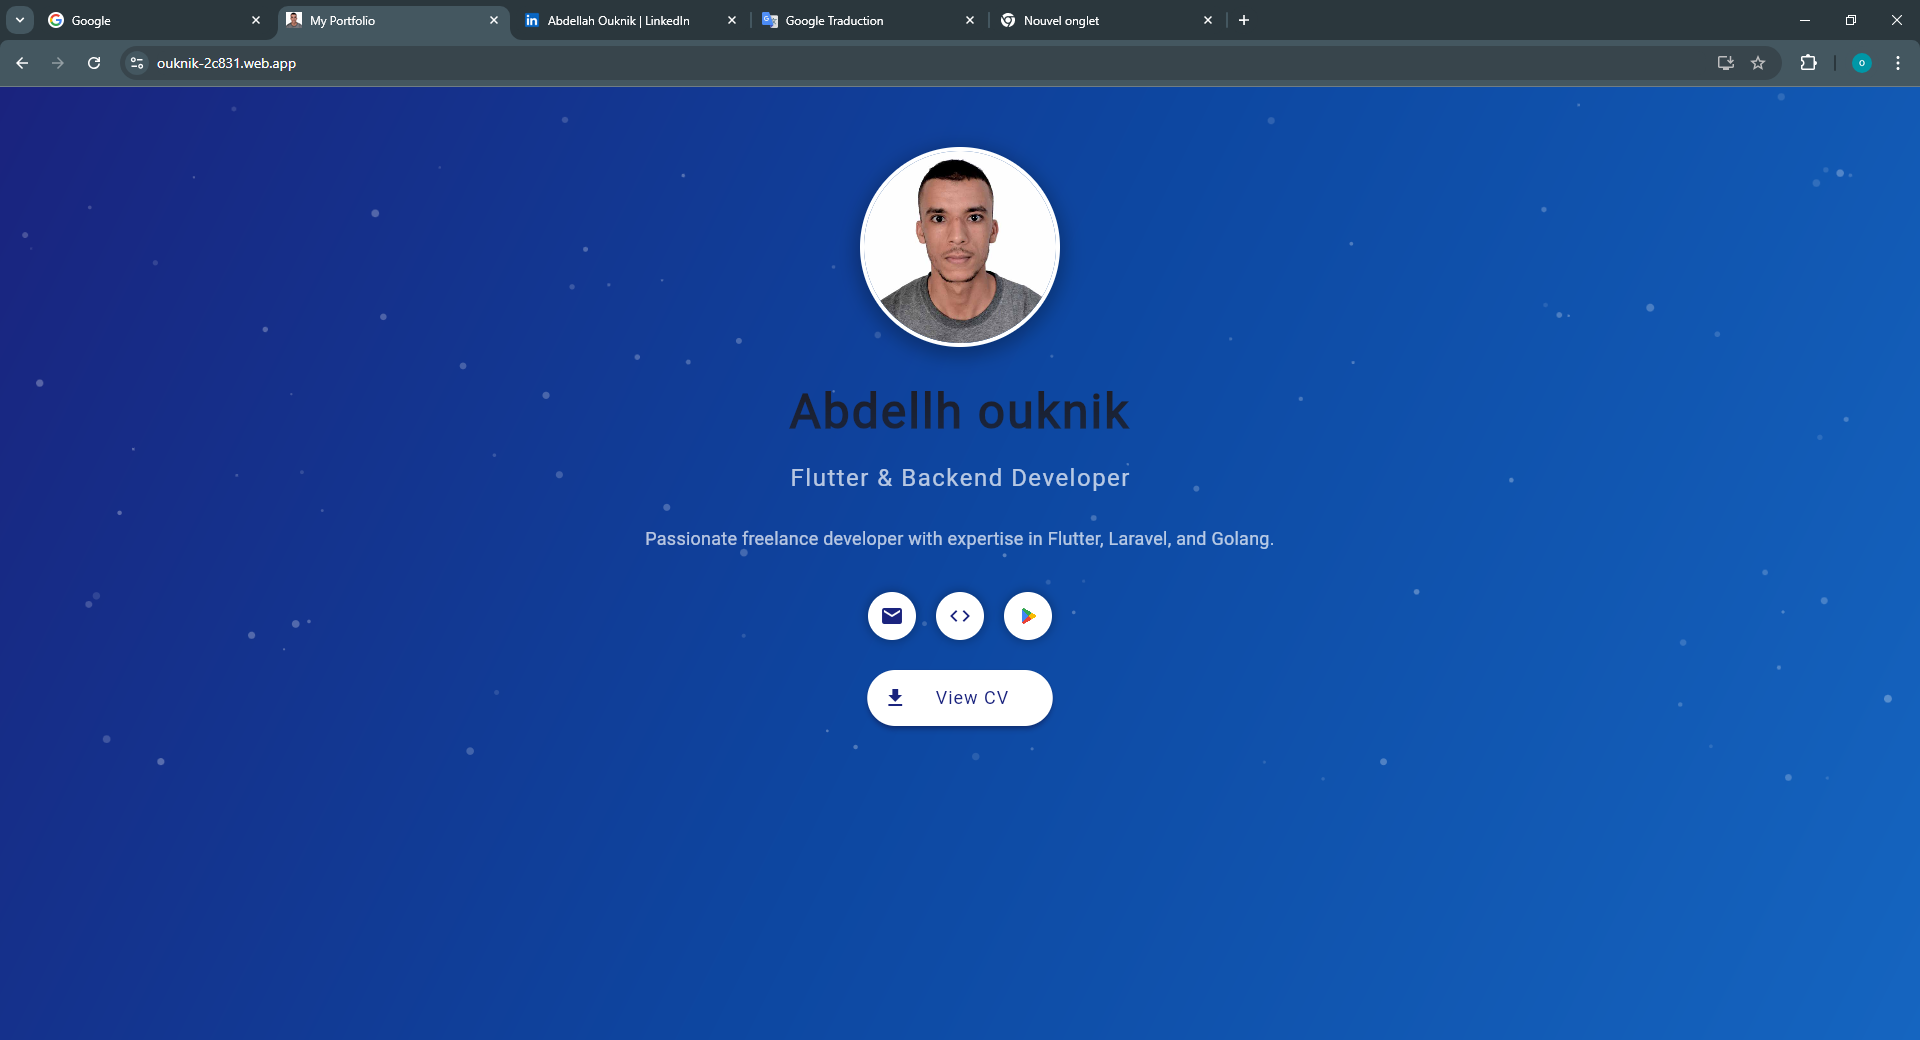 Google
My Portfolio
Abdellah Ouknik | LinkedIn
Google Traduction
Nouvel onglet
ouknik-2c831.web.app
o
Abdellh ouknik
Flutter & Backend Developer
Passionate freelance developer with expertise in Flutter, Laravel, and Golang.
View CV